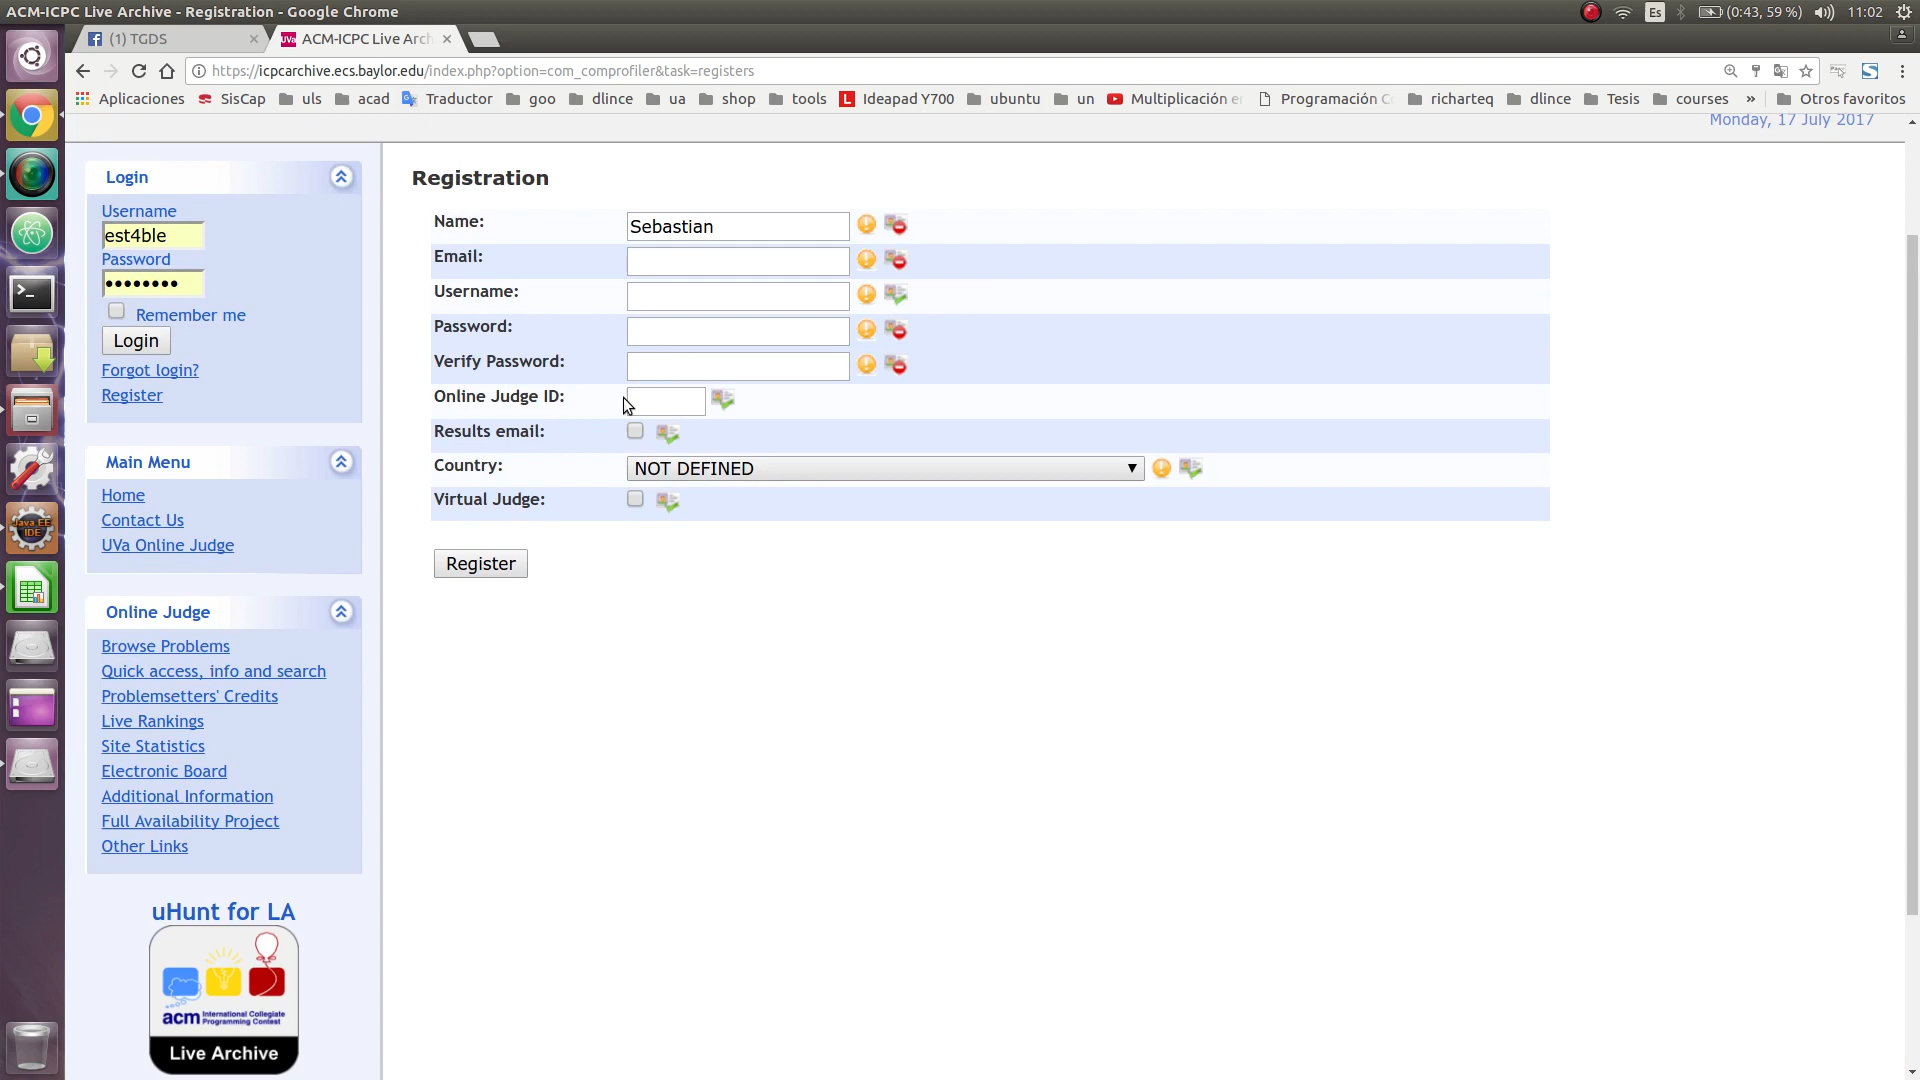 ACM-ICPC Live Archive - Registration - Google Chrome
Es
(0:43, 59 %)
11:02
(1) TGDS
UVa
ACM-ICPC Live Arc
https://icpcarchive.ecs.baylor.edu/index.php?option=com_comprofiler&task=registers
Aplicaciones
SisCap
uls
acad
Traductor
goo
dlince
ua
shop
tools
L
Ideapad Y700
ubuntu
un
Multiplicación e
Programación C
richarteq
dlince
Tesis
courses
»
Otros favoritos
Monday, 17 July 2017
Login
Username
est4ble
Password
••••••••
Remember me
Login
Forgot login?
Register
Main Menu
Home
Contact Us
UVa Online Judge
Online Judge
Browse Problems
Quick access, info and search
Problemsetters' Credits
Live Rankings
Site Statistics
Electronic Board
Additional Information
Full Availability Project
Other Links
uHunt for LA
acm International Collegiate
Programming Contest
Live Archive
Registration
Name:
Sebastian
Email:
Username:
Password:
Verify Password:
Online Judge ID:
Results email:
Country:
NOT DEFINED
Virtual Judge:
Register
Java EE
IDE